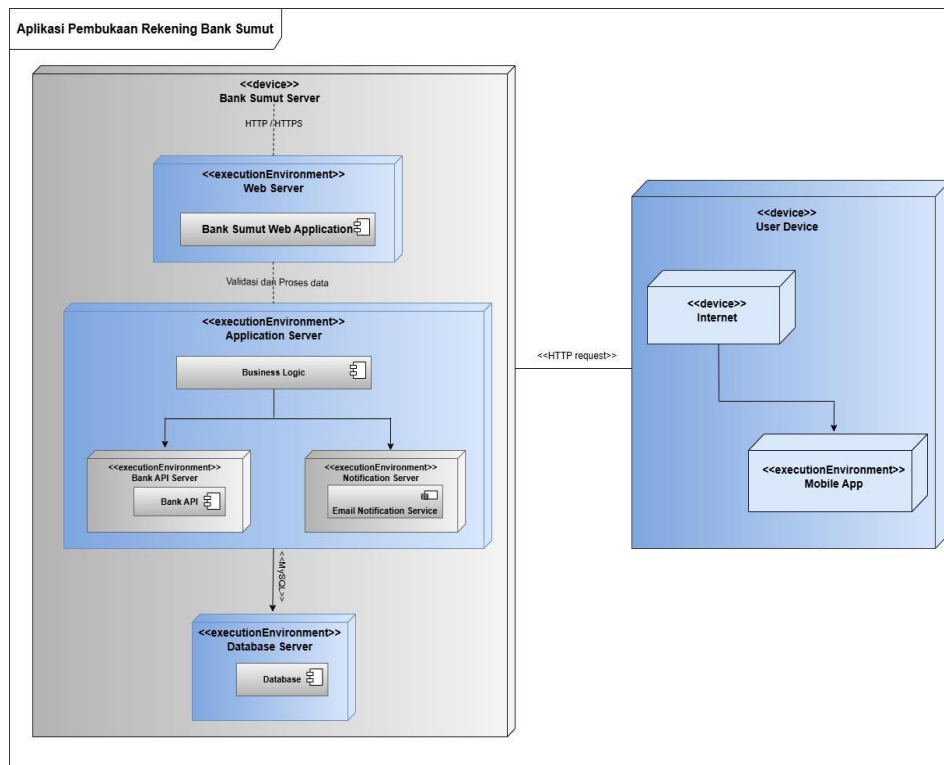 Aplikasi Pembukaan Rekening Bank Sumut
<<device>>
Bank Sumut Server
HTTP / HTTPS
<<executionEnvironment>>
Web Server
Bank Sumut Web Application
Validasi dan Proses data
<<executionEnvironment>>
Application Server
Business Logic
<<executionEnvironment>>
Bank API Server
Bank API
<<executionEnvironment>>
Notification Server
Email Notification Service
<<MySQL>>
<<executionEnvironment>>
Database Server
Database
<<HTTP request>>
<<device>>
User Device
<<device>>
Internet
<<executionEnvironment>>
Mobile App